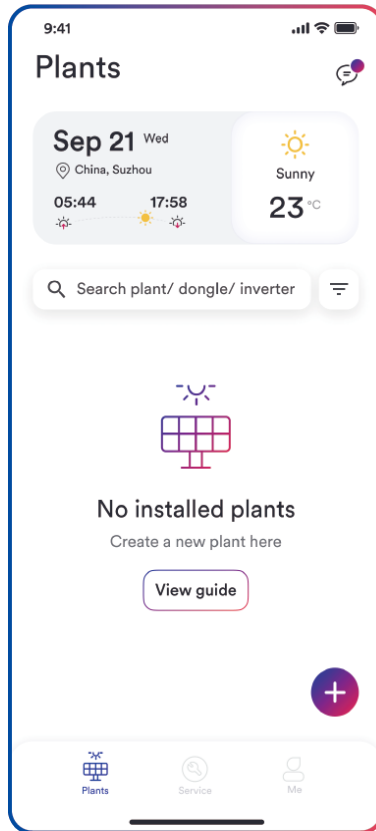 9:41
Plants
Sep 21 Wed
China, Suzhou
05:44 17:58
Sunny
23 °C
Search plant/ dongle/ inverter
No installed plants
Create a new plant here
View guide
Plants Service Me